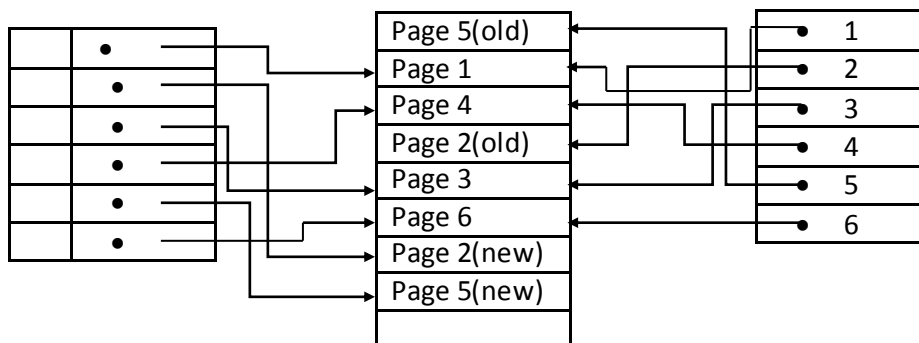 Page 5(old)
Page 1
Page 4
Page 2(old)
Page 3
Page 6
Page 2(new)
Page 5(new)
1
2
3
4
5
6